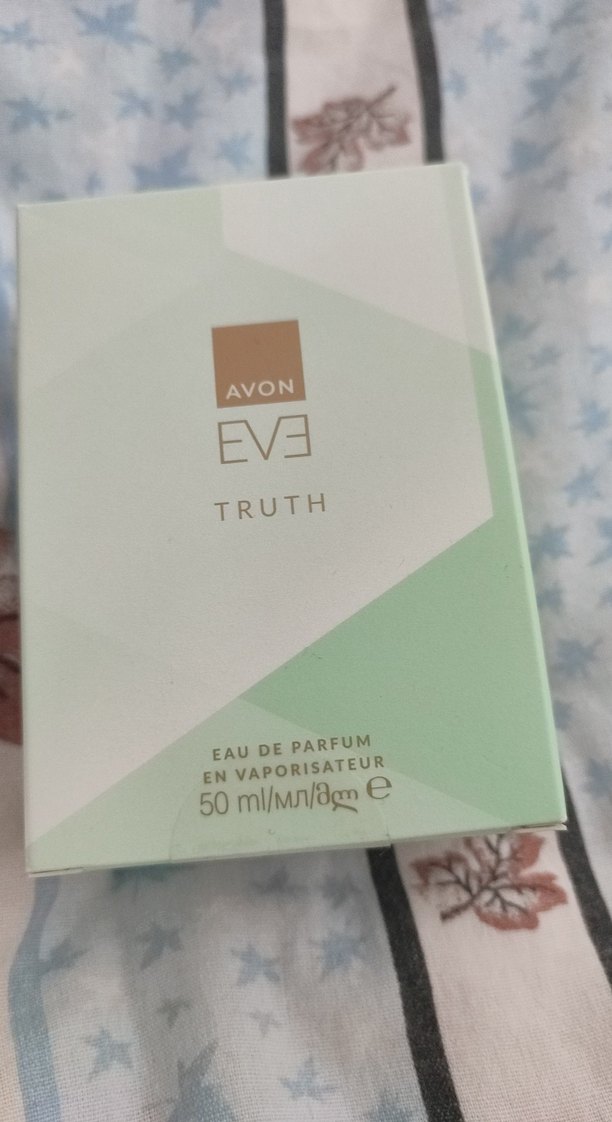 AVON
EVE
TRUTH
EAU DE PARFUM
EN VAPORISATEUR
50 ml/мл/მლ ℮